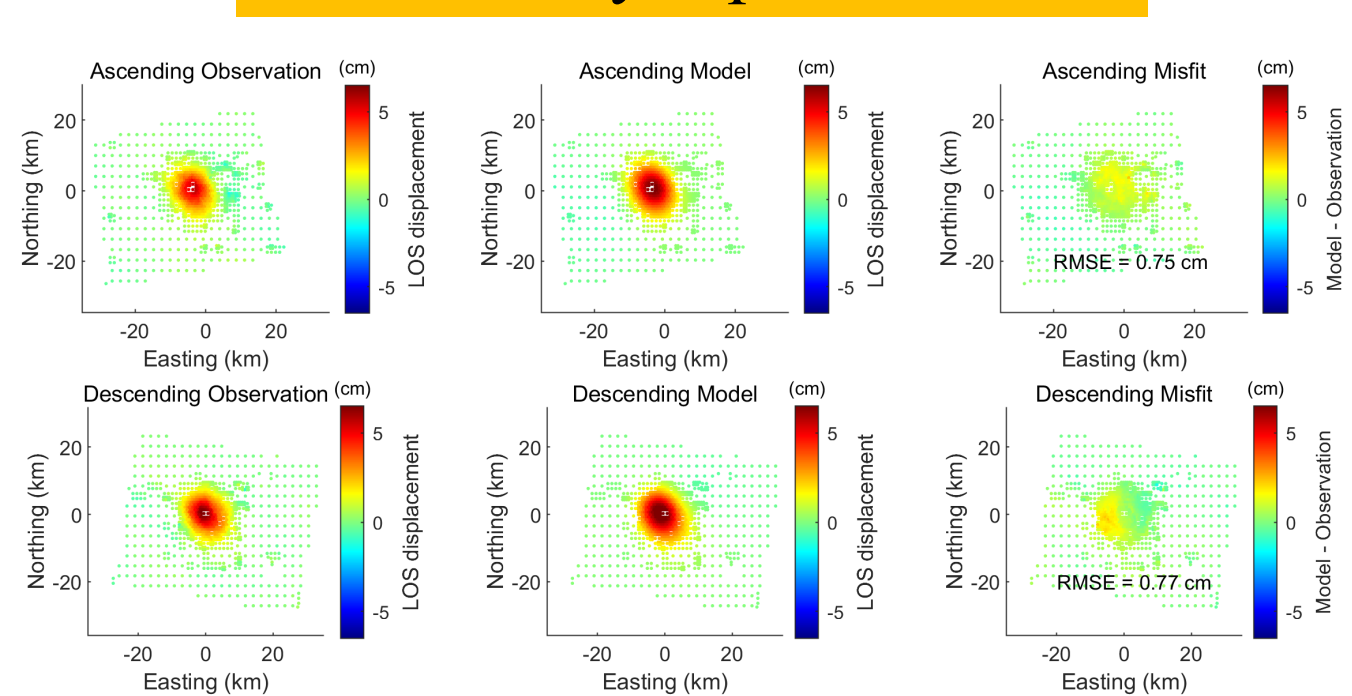 Ascending Observation (cm)
20
0
-20
Northing (km)
-20 0 20
Easting (km)
5
0
-5
LOS displacement
Ascending Model (cm)
20
0
-20
Northing (km)
-20 0 20
Easting (km)
5
0
-5
LOS displacement
Ascending Misfit (cm)
20
0
-20
Northing (km)
RMSE = 0.75 cm
-20 0 20
Easting (km)
5
0
-5
Model - Observation
Descending Observation (cm)
20
0
-20
Northing (km)
-20 0 20
Easting (km)
5
0
-5
LOS displacement
Descending Model (cm)
20
0
-20
Northing (km)
-20 0 20
Easting (km)
5
0
-5
LOS displacement
Descending Misfit (cm)
20
0
-20
Northing (km)
RMSE = 0.77 cm
-20 0 20
Easting (km)
5
0
-5
Model - Observation